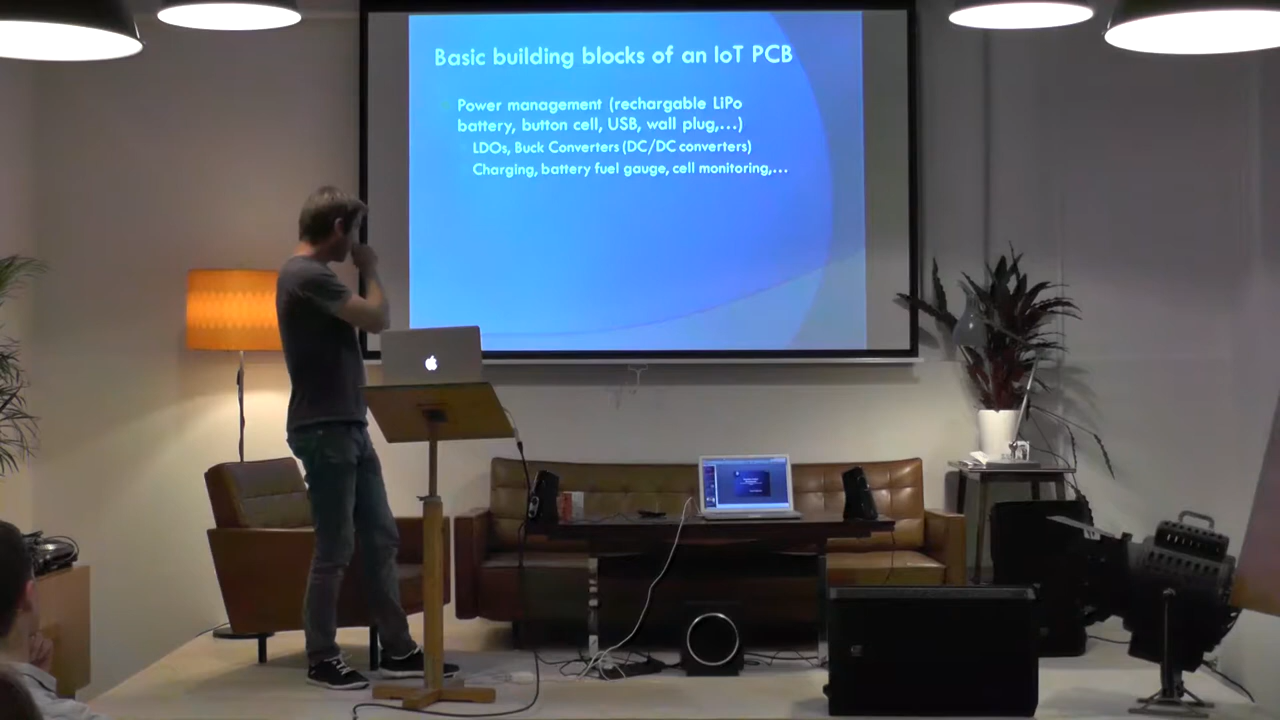 Basic building blocks of an IoT PCB
Power management (rechargable LiPo
battery, button cell, USB, wall plug,...)
LDOs, Buck Converters (DC/DC converters)
Charging, battery fuel gauge, cell monitoring,...